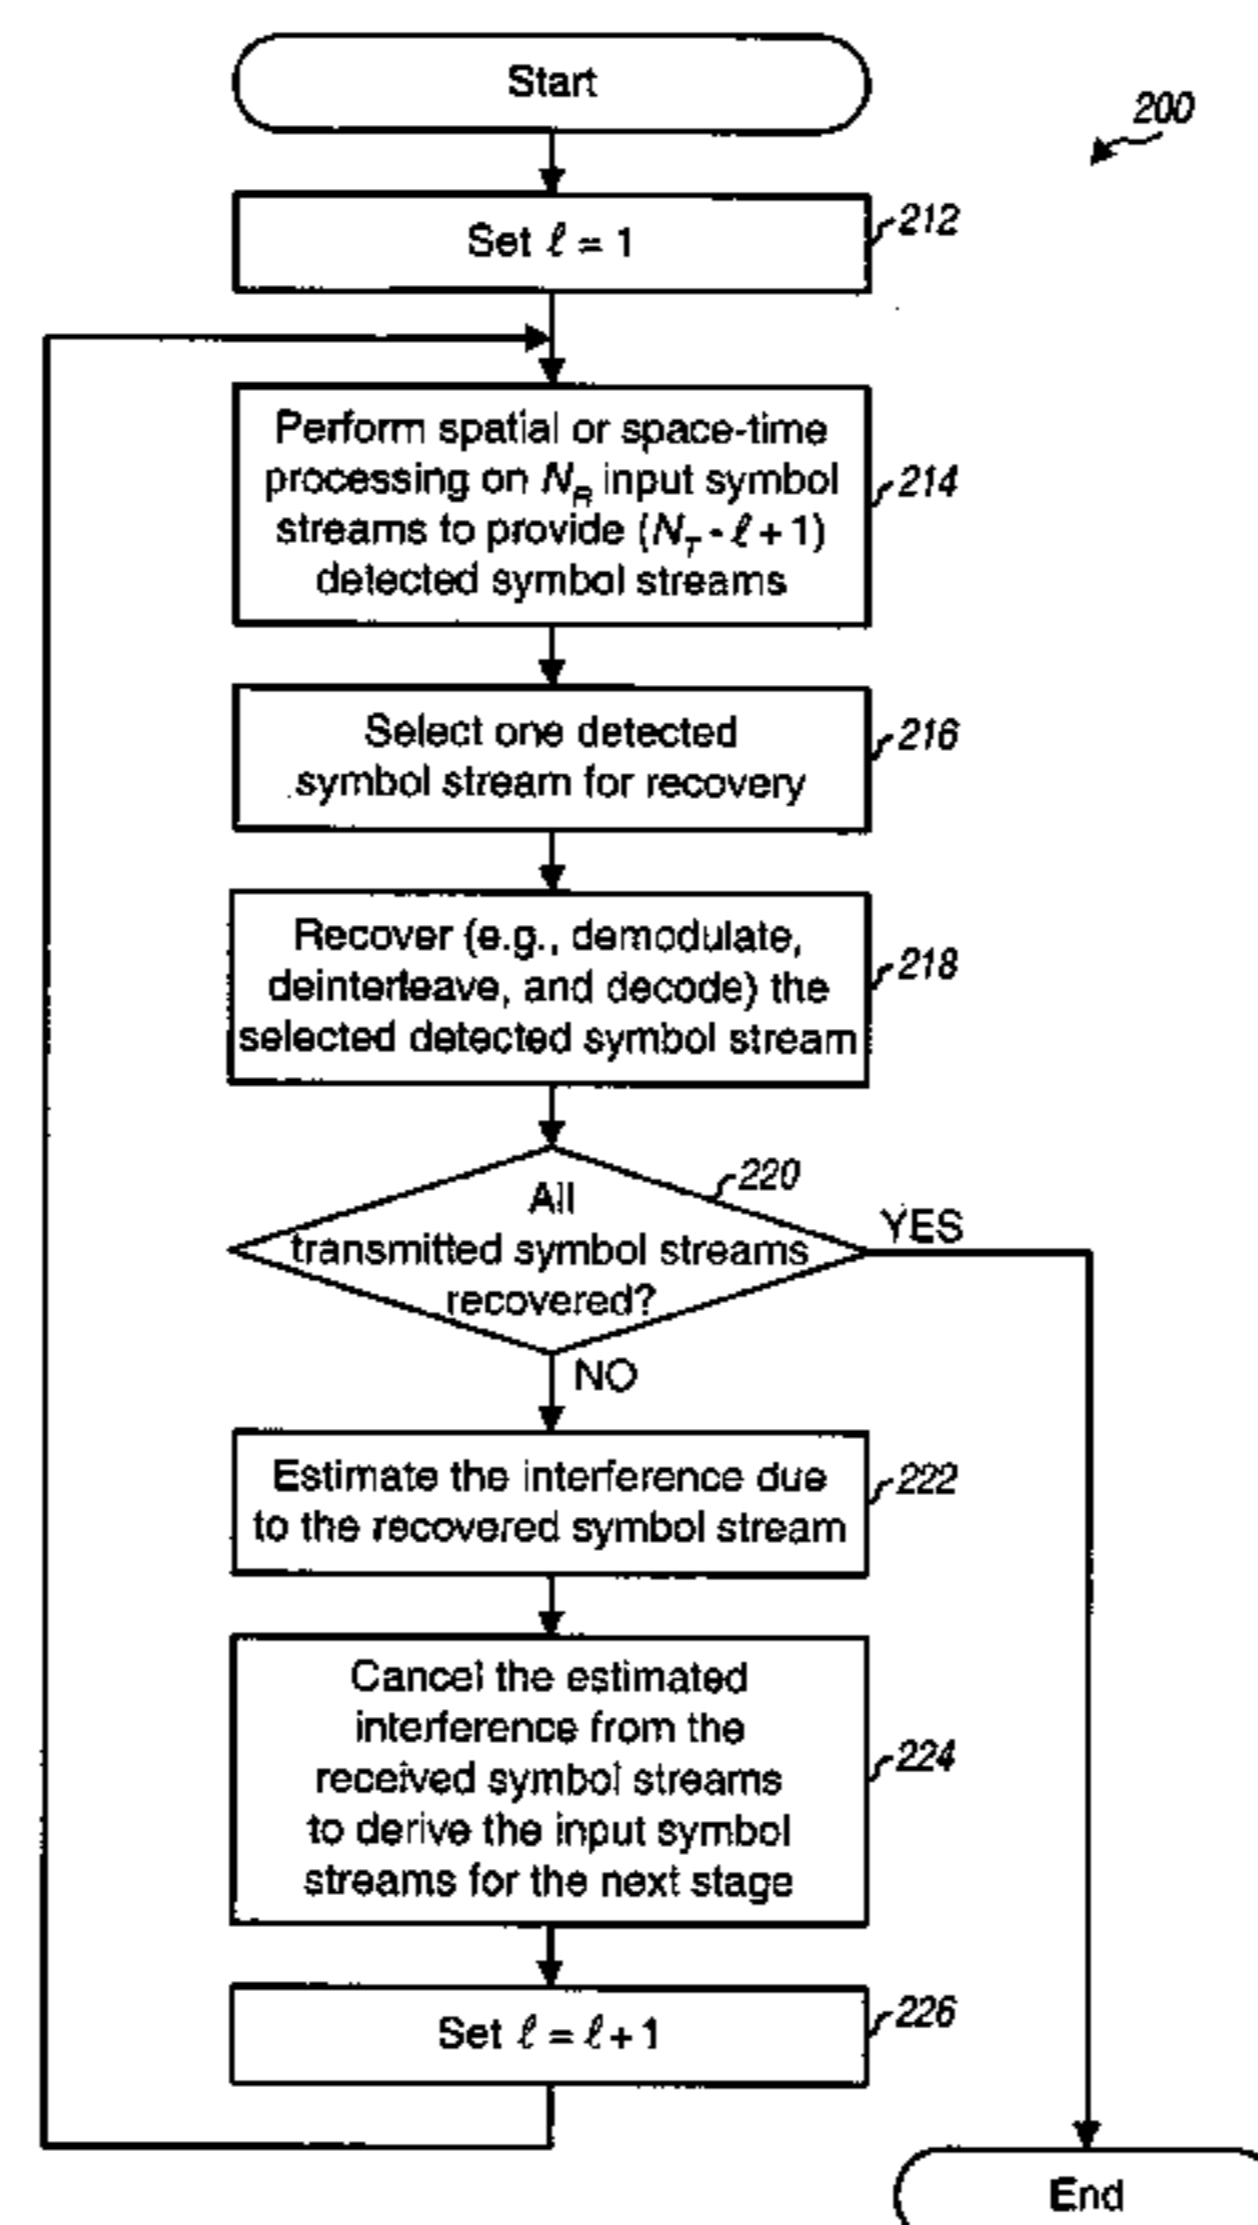 Start
200
Set ℓ = 1
212
Perform spatial or space-time
processing on N_R input symbol
streams to provide (N_T - ℓ + 1)
detected symbol streams
214
Select one detected
symbol stream for recovery
216
Recover (e.g., demodulate,
deinterleave, and decode) the
selected detected symbol stream
218
All
transmitted symbol streams
recovered?
220
YES
NO
Estimate the interference due
to the recovered symbol stream
222
Cancel the estimated
interference from the
received symbol streams
to derive the input symbol
streams for the next stage
224
Set ℓ = ℓ + 1
226
End